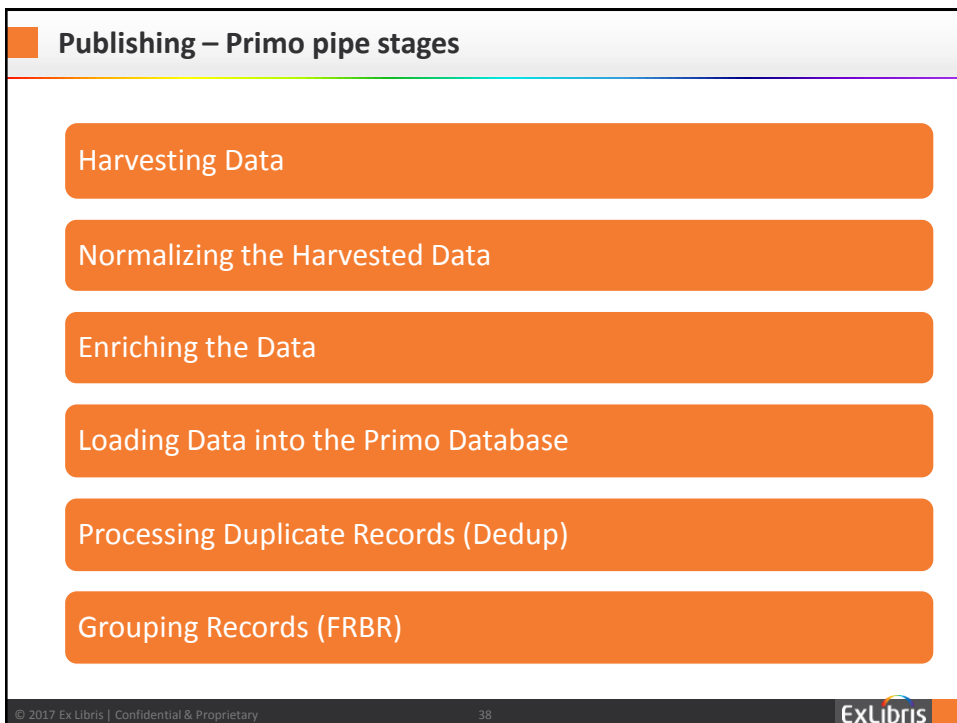 Publishing – Primo pipe stages
Harvesting Data
Normalizing the Harvested Data
Enriching the Data
Loading Data into the Primo Database
Processing Duplicate Records (Dedup)
Grouping Records (FRBR)
© 2017 Ex Libris | Confidential & Proprietary 38 ExLibris